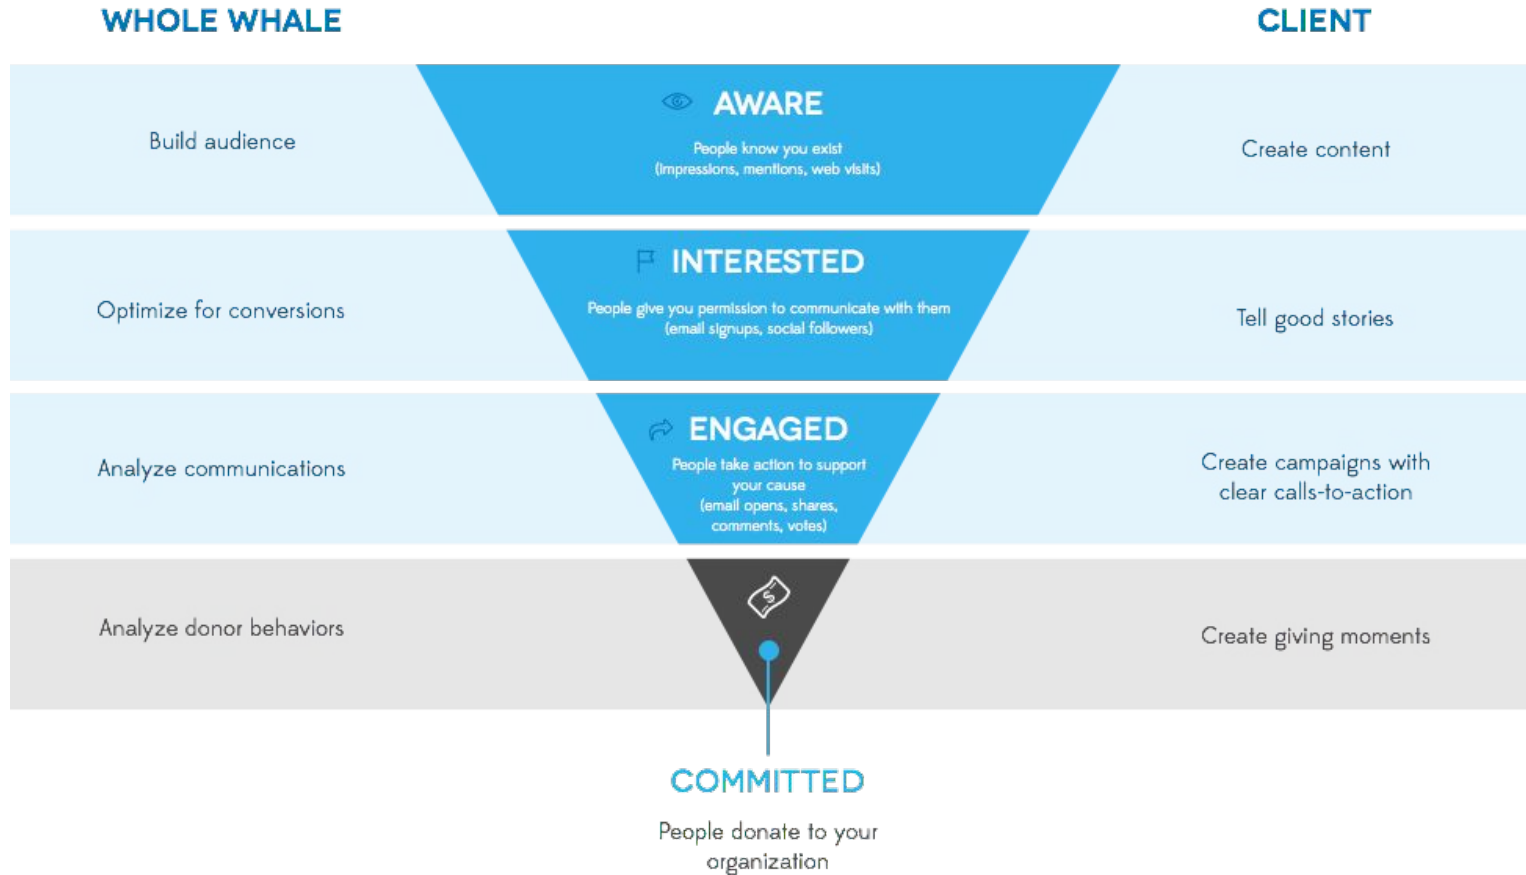 WHOLE WHALE
CLIENT
Build audience
AWARE
People know you exist
(impressions, mentions, web visits)
Create content
Optimize for conversions
INTERESTED
People give you permission to communicate with them
(email signups, social followers)
Tell good stories
Analyze communications
ENGAGED
People take action to support
your cause
(email opens, shares,
comments, votes)
Create campaigns with
clear calls-to-action
Analyze donor behaviors
$
Create giving moments
COMMITTED
People donate to your
organization